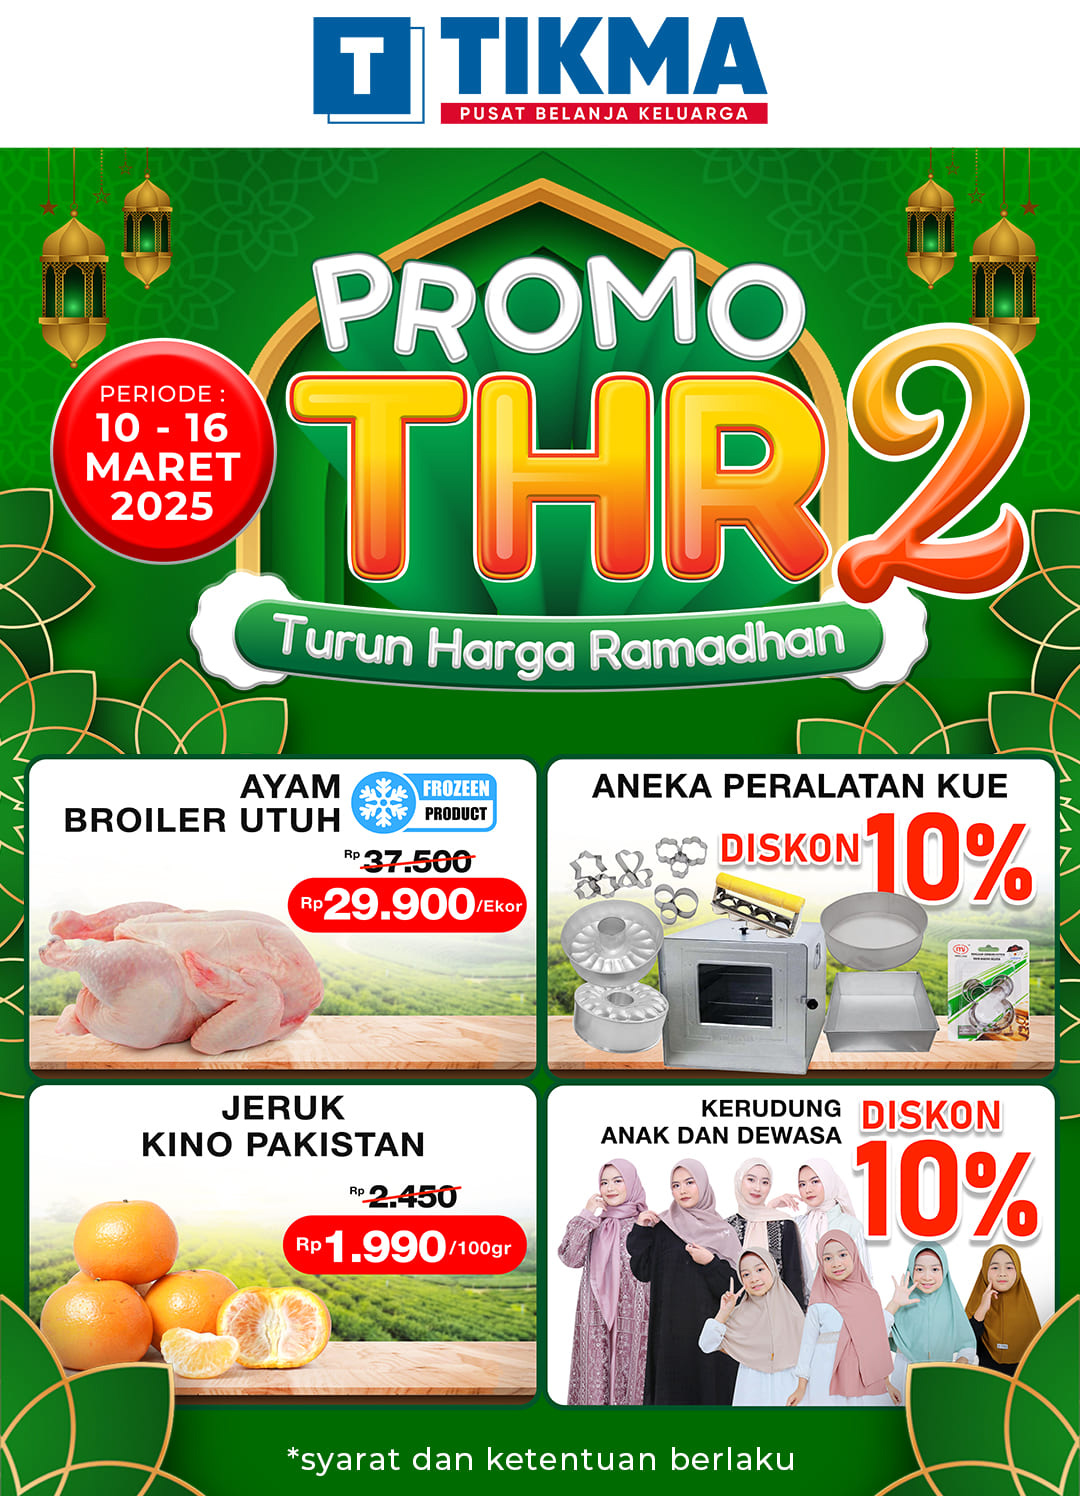 T TIKMA
PUSAT BELANJA KELUARGA
PROMO
THR 2
Turun Harga Ramadhan
PERIODE :
10 - 16
MARET
2025
AYAM
BROILER UTUH
FROZEEN
PRODUCT
Rp 37.500
Rp29.900/Ekor
ANEKA PERALATAN KUE
DISKON 10%
JERUK
KINO PAKISTAN
Rp 2.450
Rp1.990/100gr
KERUDUNG
ANAK DAN DEWASA
DISKON
10%
*syarat dan ketentuan berlaku